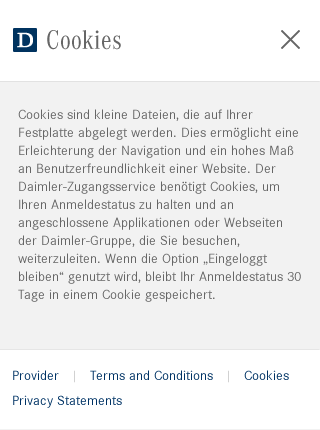 D Cookies
Cookies sind kleine Dateien, die auf Ihrer
Festplatte abgelegt werden. Dies ermöglicht eine
Erleichterung der Navigation und ein hohes Maß
an Benutzerfreundlichkeit einer Website. Der
Daimler-Zugangsservice benötigt Cookies, um
Ihren Anmeldestatus zu halten und an
angeschlossene Applikationen oder Webseiten
der Daimler-Gruppe, die Sie besuchen,
weiterzuleiten. Wenn die Option „Eingeloggt
bleiben“ genutzt wird, bleibt Ihr Anmeldestatus 30
Tage in einem Cookie gespeichert.
Provider | Terms and Conditions | Cookies
Privacy Statements